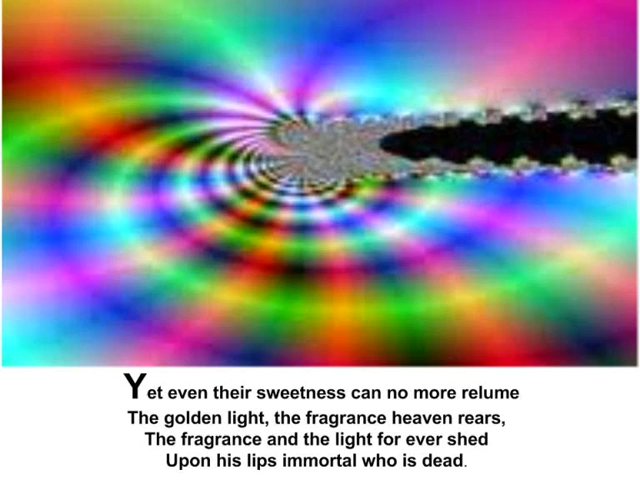 Yet even their sweetness can no more relume
The golden light, the fragrance heaven rears,
The fragrance and the light for ever shed
Upon his lips immortal who is dead.